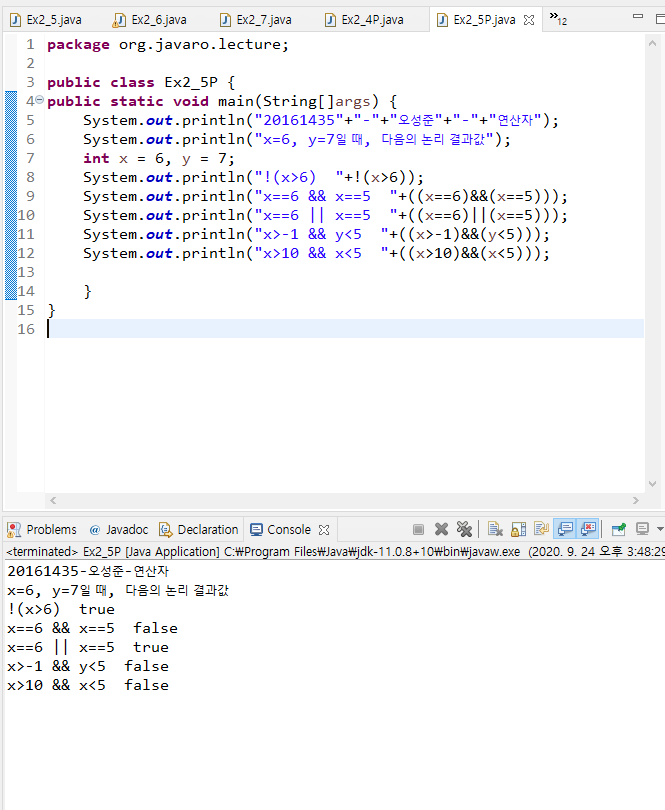 Ex2_5.java Ex2_6.java Ex2_7.java Ex2_4P.java Ex2_5P.java »12
1 package org.javaro.lecture;
2
3 public class Ex2_5P {
4 public static void main(String[]args) {
5     System.out.println("20161435"+"-"+"오성준"+"-"+"연산자");
6     System.out.println("x=6, y=7일 때, 다음의 논리 결과값");
7     int x = 6, y = 7;
8     System.out.println("!(x>6)  "+!(x>6));
9     System.out.println("x==6 && x==5  "+((x==6)&&(x==5)));
10     System.out.println("x==6 || x==5  "+((x==6)||(x==5)));
11     System.out.println("x>-1 && y<5  "+((x>-1)&&(y<5)));
12     System.out.println("x>10 && x<5  "+((x>10)&&(x<5)));
13
14     }
15 }
16
Problems @ Javadoc Declaration Console
<terminated> Ex2_5P [Java Application] C:₩Program Files₩Java₩jdk-11.0.8+10₩bin₩javaw.exe (2020. 9. 24 오후 3:48:29
20161435-오성준-연산자
x=6, y=7일 때, 다음의 논리 결과값
!(x>6)  true
x==6 && x==5  false
x==6 || x==5  true
x>-1 && y<5  false
x>10 && x<5  false